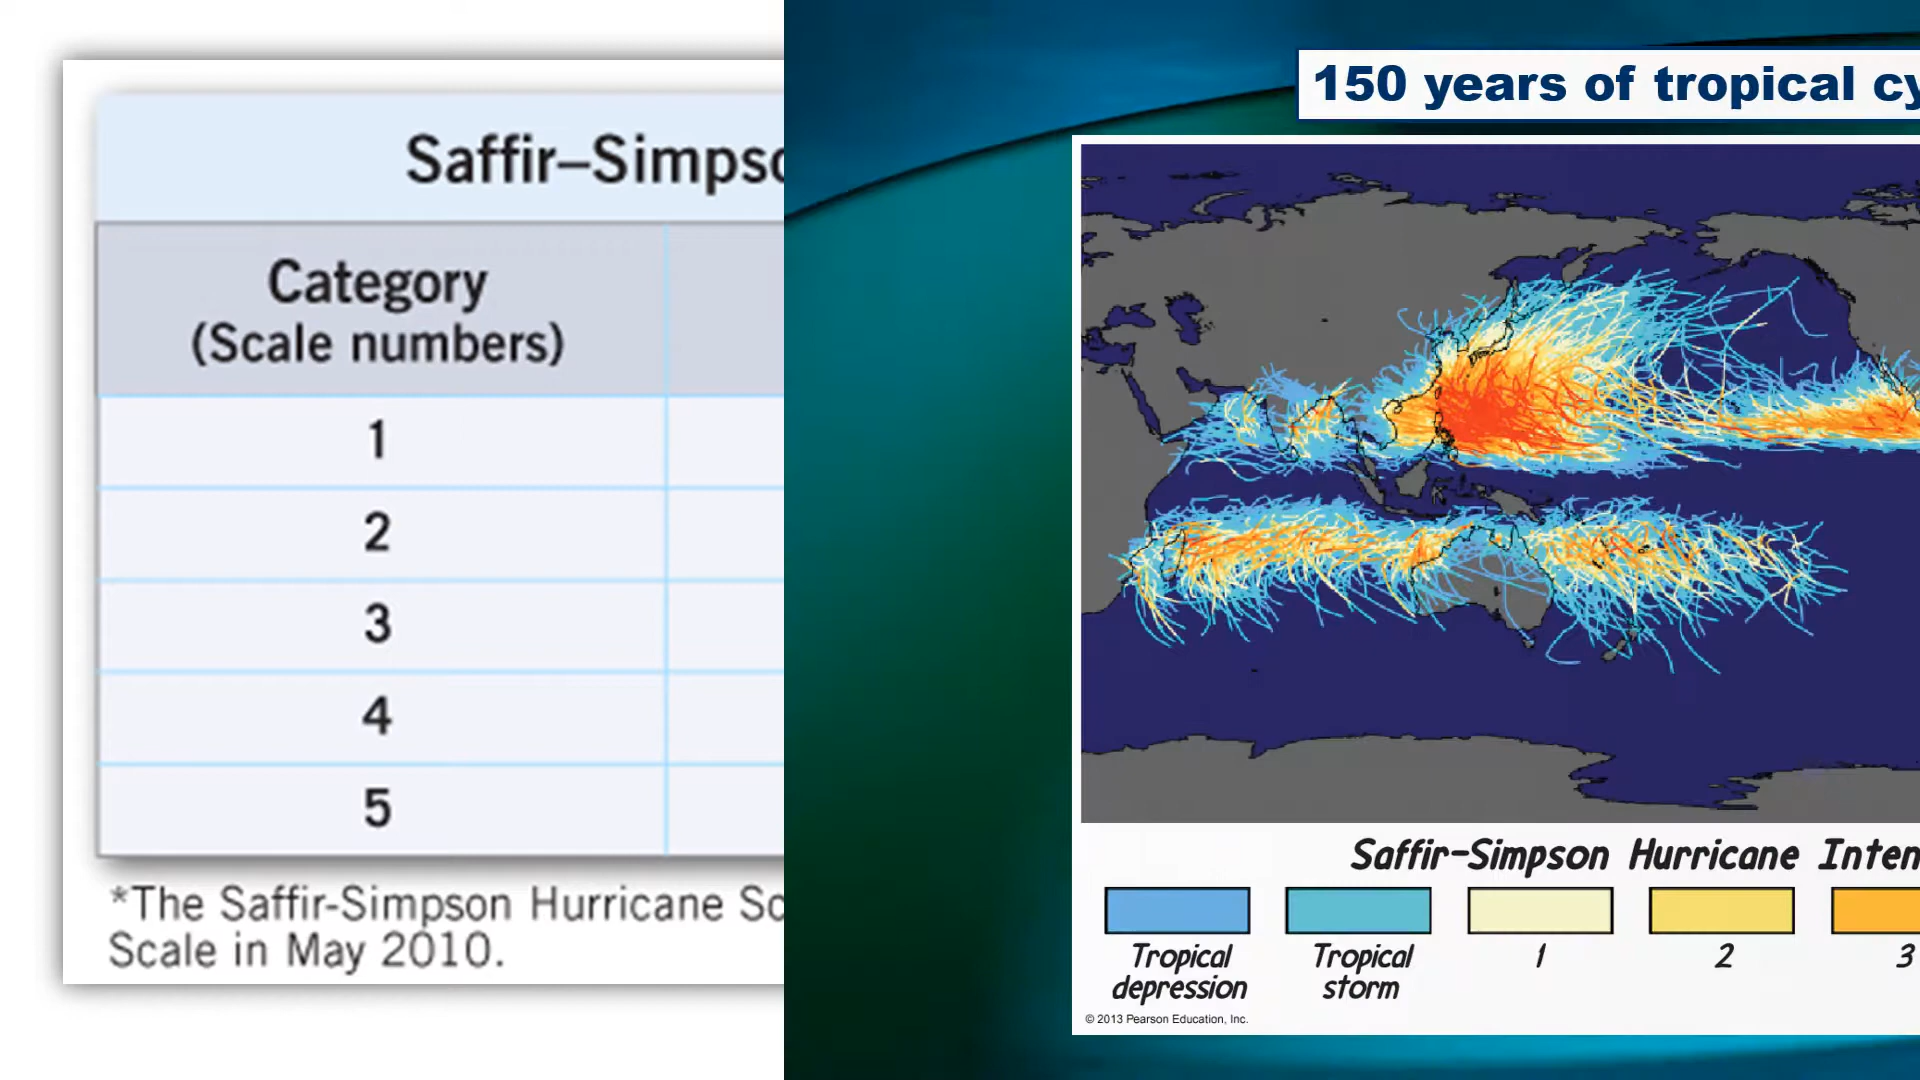 Saffir–Simpso
Category
(Scale numbers)
1
2
3
4
5
*The Saffir-Simpson Hurricane Sc
Scale in May 2010.
150 years of tropical cy
Saffir-Simpson Hurricane Inten
Tropical depression
Tropical storm
1
2
3
© 2013 Pearson Education, Inc.